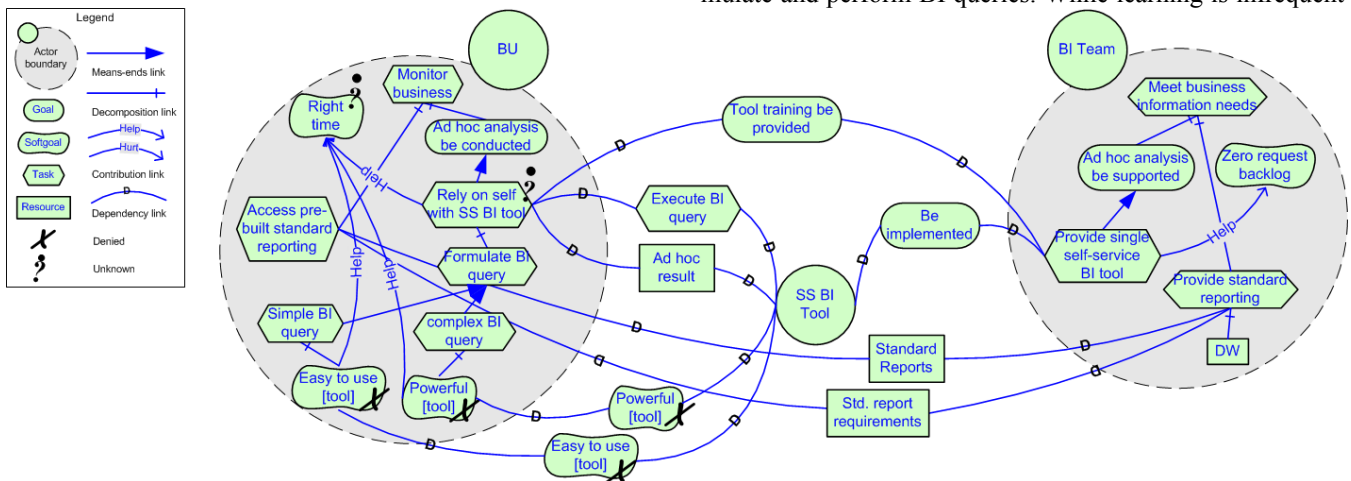 mulate and perform BI queries. While learning is infrequent
Legend
Actor
boundary
Means-ends link
Decomposition link
Goal
Help
Softgoal
Hurt
Task
Contribution link
D
Resource
Dependency link
Denied
Unknown
BU
Monitor
business
Right
time
Ad hoc analysis
be conducted
Help
Rely on self
with SS BI tool
Access pre-
built standard
reporting
Formulate BI
query
Help
Help
Simple BI
query
complex BI
query
Easy to use
[tool]
Powerful
[tool]
D
Tool training be
provided
D
D
Execute BI
query
D
D
Ad hoc
result
D
SS BI
Tool
D
Be
implemented
D
D
Standard
Reports
D
D
Std. report
requirements
D
D
Powerful
[tool]
D
D
Easy to use
[tool]
D
BI Team
Meet business
information needs
Ad hoc analysis
be supported
Zero request
backlog
Help
Provide single
self-service
BI tool
Provide standard
reporting
DW